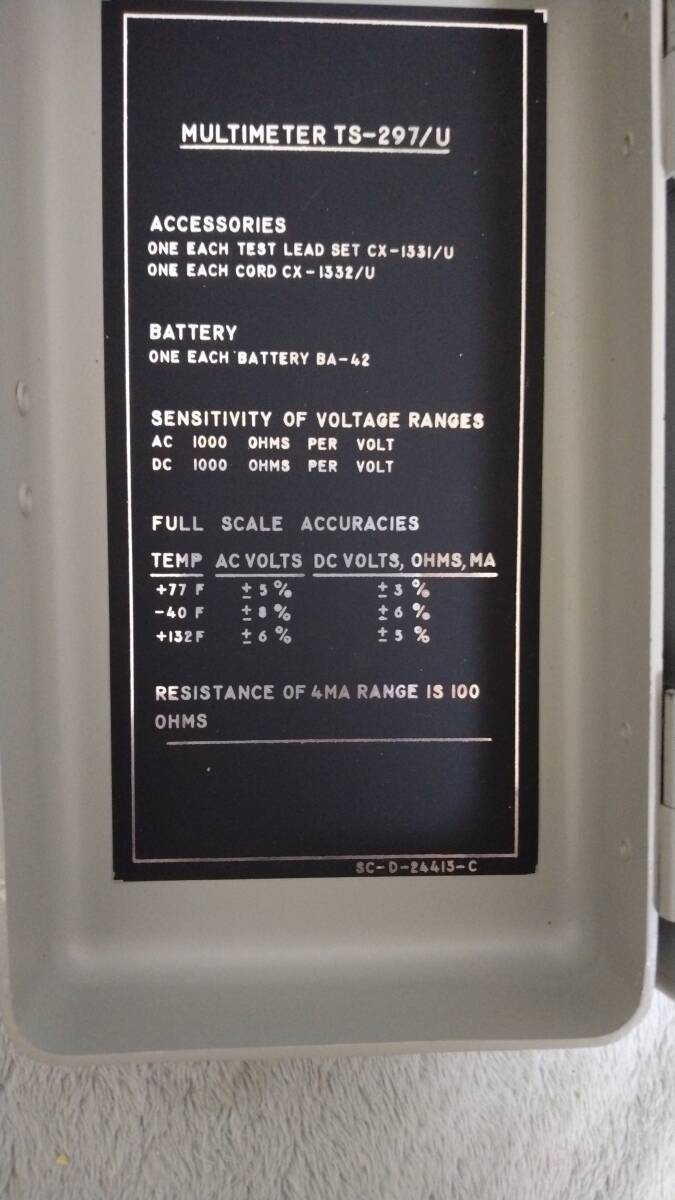 MULTIMETER TS-297/U
ACCESSORIES
ONE EACH TEST LEAD SET CX-1331/U
ONE EACH CORD CX-1332/U
BATTERY
ONE EACH BATTERY BA-42
SENSITIVITY OF VOLTAGE RANGES
AC 1000 OHMS PER VOLT
DC 1000 OHMS PER VOLT
FULL SCALE ACCURACIES
TEMP AC VOLTS DC VOLTS, OHMS, MA
+77 F ±5% ±3%
-40 F ±8% ±6%
+132 F ±6% ±5%
RESISTANCE OF 4MA RANGE IS 100
OHMS
SC-D-24413-C